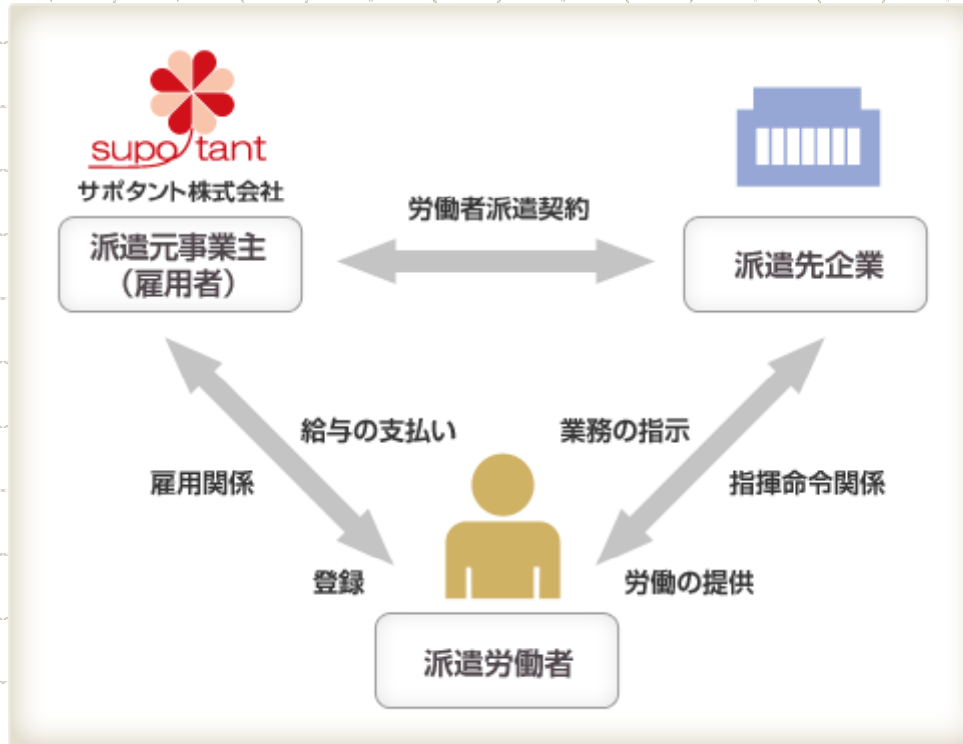 supotant
サポタント株式会社
派遣元事業主
（雇用者）
労働者派遣契約
派遣先企業
給与の支払い
業務の指示
雇用関係
指揮命令関係
登録
労働の提供
派遣労働者